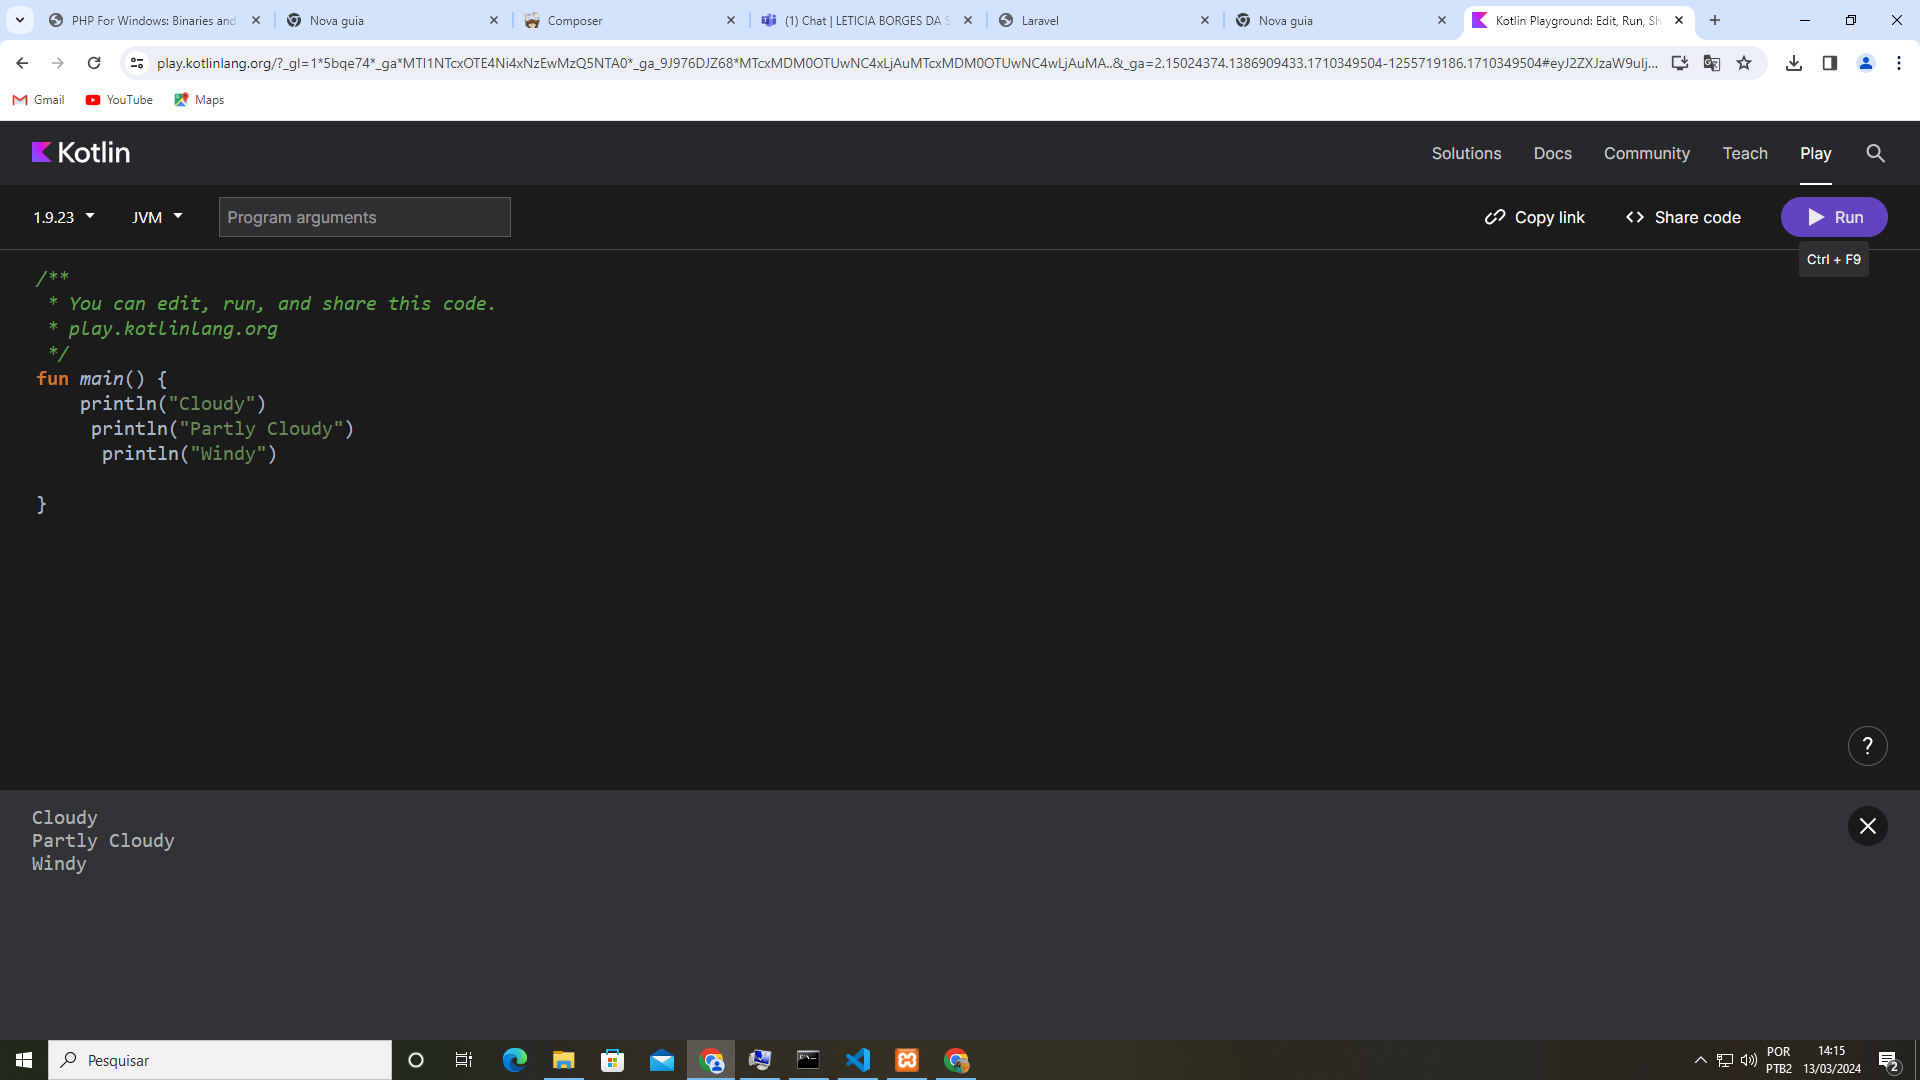 PHP For Windows: Binaries and
Nova guia
Composer
(1) Chat | LETICIA BORGES DA S
Laravel
Nova guia
Kotlin Playground: Edit, Run, Sh
play.kotlinlang.org/?_gl=1*5bqe74*_ga*MTI1NTcxOTE4Ni4xNzEwMzQ5NTA0*_ga_9J976DJZ68*MTcxMDM0OTUwNC4xLjAuMTcxMDM0OTUwNC4wLjAuMA..&_ga=2.15024374.1386909433.1710349504-1255719186.1710349504#eyJ2ZXJzaW9uIj...
Gmail
YouTube
Maps
Kotlin
Solutions
Docs
Community
Teach
Play
1.9.23
JVM
Program arguments
Copy link
Share code
Run
Ctrl + F9
/**
 * You can edit, run, and share this code.
 * play.kotlinlang.org
 */
fun main() {
    println("Cloudy")
     println("Partly Cloudy")
      println("Windy")
}
?
Cloudy
Partly Cloudy
Windy
Pesquisar
POR
PTB2
14:15
13/03/2024
2